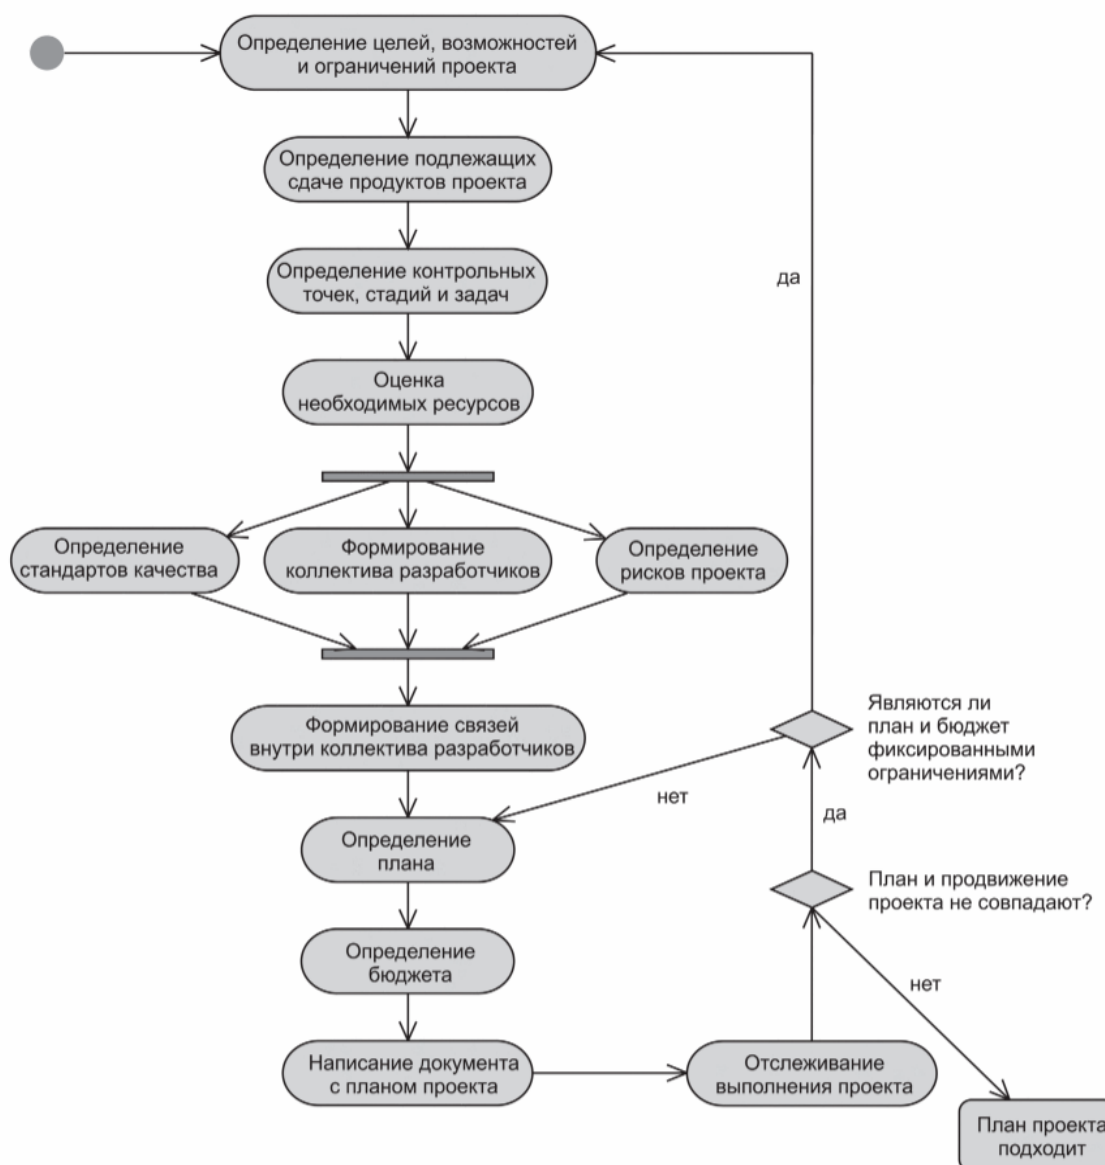 Определение целей, возможностей
и ограничений проекта
Определение подлежащих
сдаче продуктов проекта
Определение контрольных
точек, стадий и задач
да
Оценка
необходимых ресурсов
Определение
стандартов качества
Формирование
коллектива разработчиков
Определение
рисков проекта
Формирование связей
внутри коллектива разработчиков
Являются ли
план и бюджет
фиксированными
ограничениями?
нет
да
Определение
плана
План и продвижение
проекта не совпадают?
Определение
бюджета
нет
Написание документа
с планом проекта
Отслеживание
выполнения проекта
План проекта
подходит